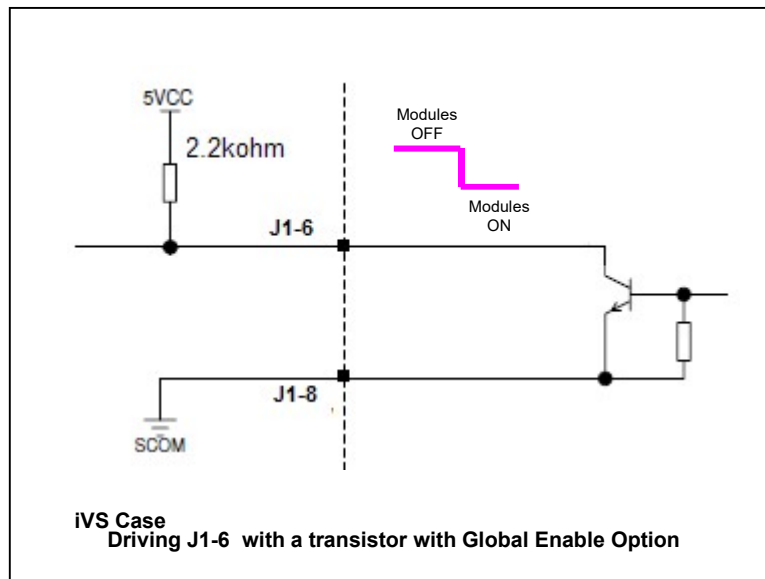 5VCC
2.2kohm
Modules
OFF
Modules
ON
J1-6
J1-8
SCOM
iVS Case
Driving J1-6 with a transistor with Global Enable Option